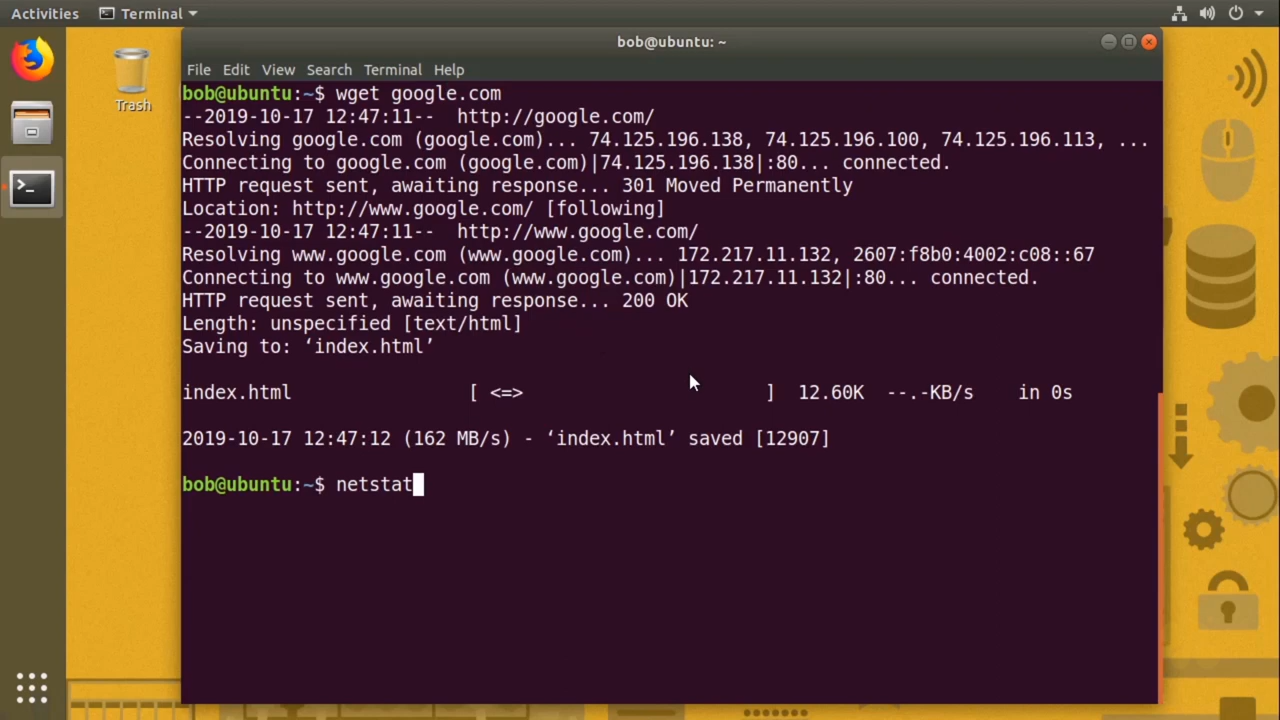 Activities Terminal
Trash
bob@ubuntu: ~
File Edit View Search Terminal Help
bob@ubuntu:~$ wget google.com
--2019-10-17 12:47:11--  http://google.com/
Resolving google.com (google.com)... 74.125.196.138, 74.125.196.100, 74.125.196.113, ...
Connecting to google.com (google.com)|74.125.196.138|:80... connected.
HTTP request sent, awaiting response... 301 Moved Permanently
Location: http://www.google.com/ [following]
--2019-10-17 12:47:11--  http://www.google.com/
Resolving www.google.com (www.google.com)... 172.217.11.132, 2607:f8b0:4002:c08::67
Connecting to www.google.com (www.google.com)|172.217.11.132|:80... connected.
HTTP request sent, awaiting response... 200 OK
Length: unspecified [text/html]
Saving to: ‘index.html’
index.html                [ <=>                      ]  12.60K  --.-KB/s    in 0s
2019-10-17 12:47:12 (162 MB/s) - ‘index.html’ saved [12907]
bob@ubuntu:~$ netstat